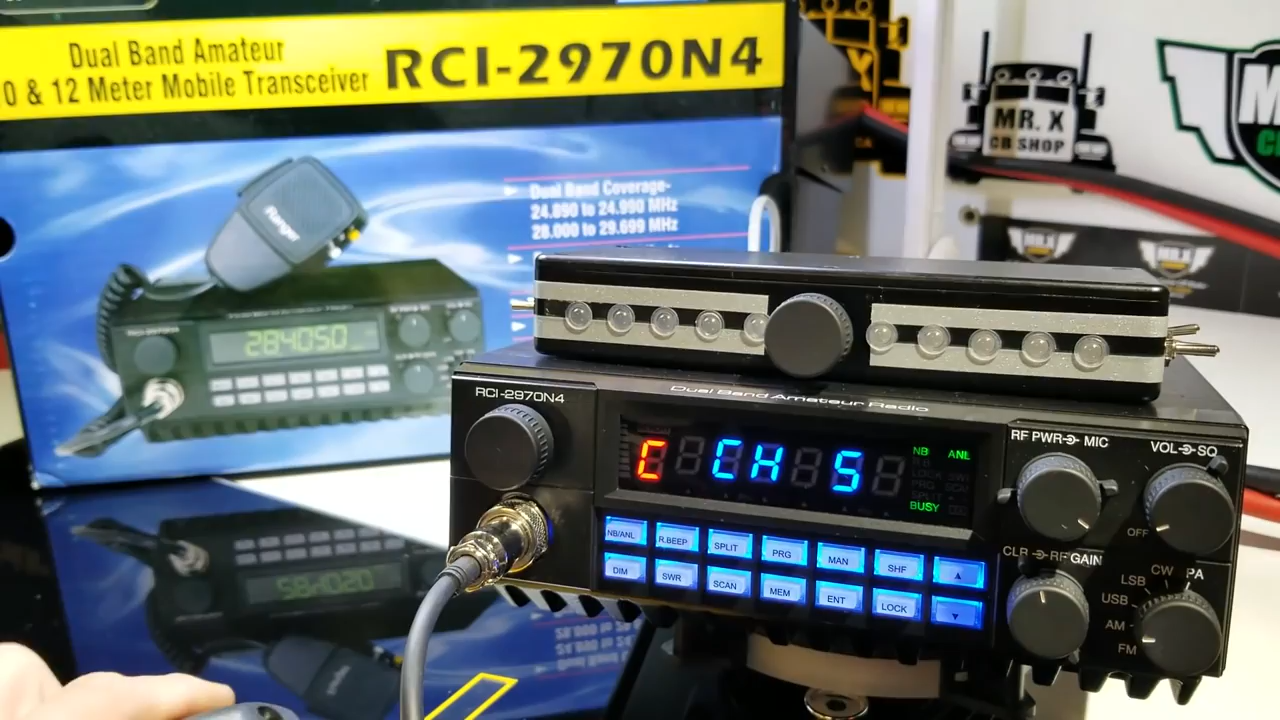 Dual Band Amateur
0 & 12 Meter Mobile Transceiver
RCI-2970N4
Dual Band Coverage-
24.890 to 24.990 MHz
28.000 to 29.699 MHz
Ranger
284050
MR. X
CB SHOP
RCI-2970N4
Dual Band Amateur Radio
C CH 5
NB ANL
BUSY
NB/ANL R.BEEP SPLIT PRG MAN SHF ▲
DIM SWR SCAN MEM ENT LOCK ▼
RF PWR MIC
VOL SQ
OFF
CLR RF GAIN
CW PA
LSB
USB
AM
FM